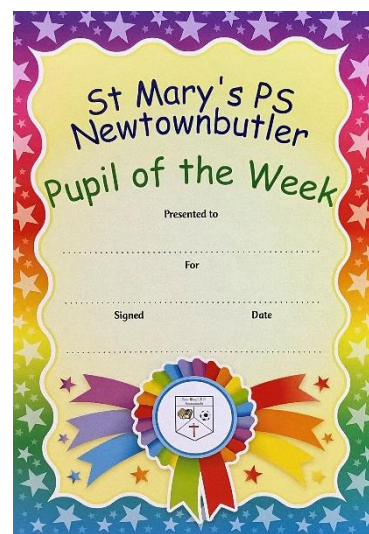 St Mary's PS
Newtownbutler
Pupil of the Week
Presented to
For
Signed Date